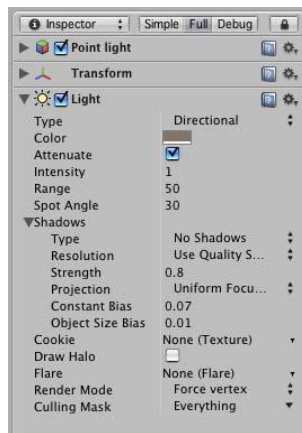 Inspector Simple Full Debug
Point light
Transform
Light
Type Directional
Color
Attenuate
Intensity 1
Range 50
Spot Angle 30
Shadows
Type No Shadows
Resolution Use Quality S...
Strength 0.8
Projection Uniform Focu...
Constant Bias 0.07
Object Size Bias 0.01
Cookie None (Texture)
Draw Halo
Flare None (Flare)
Render Mode Force vertex
Culling Mask Everything